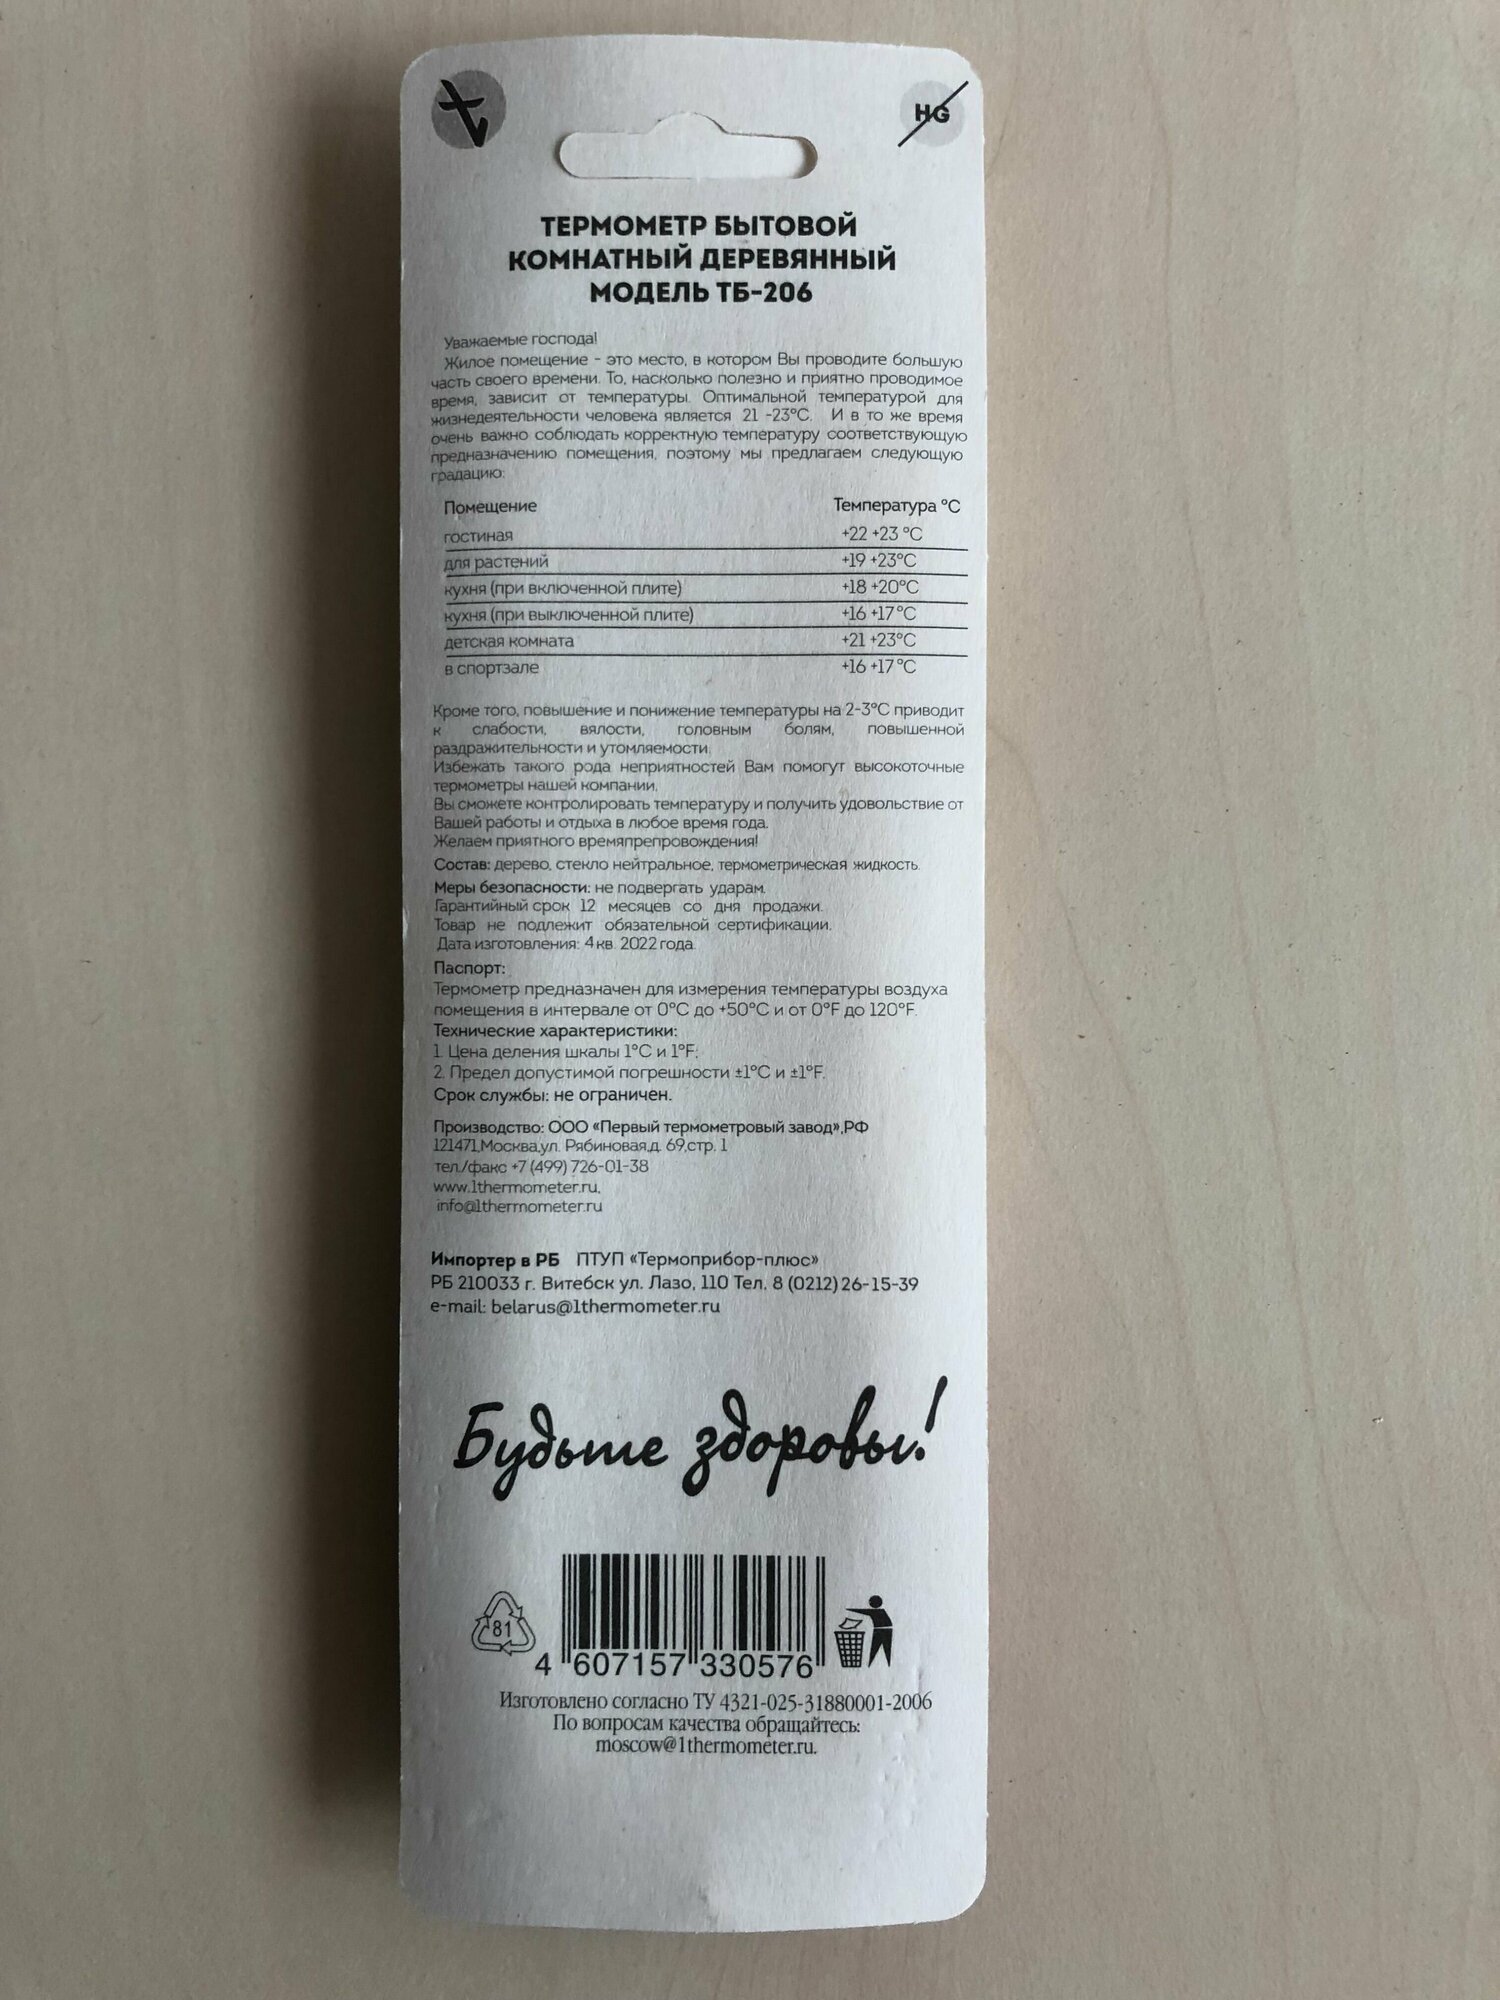 HG
ТЕРМОМЕТР БЫТОВОЙ
КОМНАТНЫЙ ДЕРЕВЯННЫЙ
МОДЕЛЬ ТБ-206
Уважаемые господа!
Жилое помещение - это место, в котором Вы проводите большую
часть своего времени. То, насколько полезно и приятно проводимое
время, зависит от температуры. Оптимальной температурой для
жизнедеятельности человека является 21 -23°C. И в то же время
очень важно соблюдать корректную температуру соответствующую
предназначению помещения, поэтому мы предлагаем следующую
градацию:
Помещение Температура °C
гостиная +22 +23 °C
для растений +19 +23°C
кухня (при включенной плите) +18 +20°C
кухня (при выключенной плите) +16 +17°C
детская комната +21 +23°C
в спортзале +16 +17°C
Кроме того, повышение и понижение температуры на 2-3°C приводит
к слабости, вялости, головным болям, повышенной
раздражительности и утомляемости.
Избежать такого рода неприятностей Вам помогут высокоточные
термометры нашей компании.
Вы сможете контролировать температуру и получить удовольствие от
Вашей работы и отдыха в любое время года.
Желаем приятного времяпрепровождения!
Состав: дерево, стекло нейтральное, термометрическая жидкость.
Меры безопасности: не подвергать ударам.
Гарантийный срок 12 месяцев со дня продажи.
Товар не подлежит обязательной сертификации.
Дата изготовления: 4 кв. 2022 года.
Паспорт:
Термометр предназначен для измерения температуры воздуха
помещения в интервале от 0°C до +50°C и от 0°F до 120°F.
Технические характеристики:
1. Цена деления шкалы 1°C и 1°F;
2. Предел допустимой погрешности ±1°C и ±1°F.
Срок службы: не ограничен.
Производство: ООО «Первый термометровый завод»,РФ
121471,Москва,ул. Рябиновая,д. 69,стр. 1
тел./факс +7 (499) 726-01-38
www.1thermometer.ru,
info@1thermometer.ru
Импортер в РБ ПТУП «Термоприбор-плюс»
РБ 210033 г. Витебск ул. Лазо, 110 Тел. 8 (0212) 26-15-39
e-mail: belarus@1thermometer.ru
Будьте здоровы!
81
4 607157 330576
Изготовлено согласно ТУ 4321-025-31880001-2006
По вопросам качества обращайтесь:
moscow@1thermometer.ru.